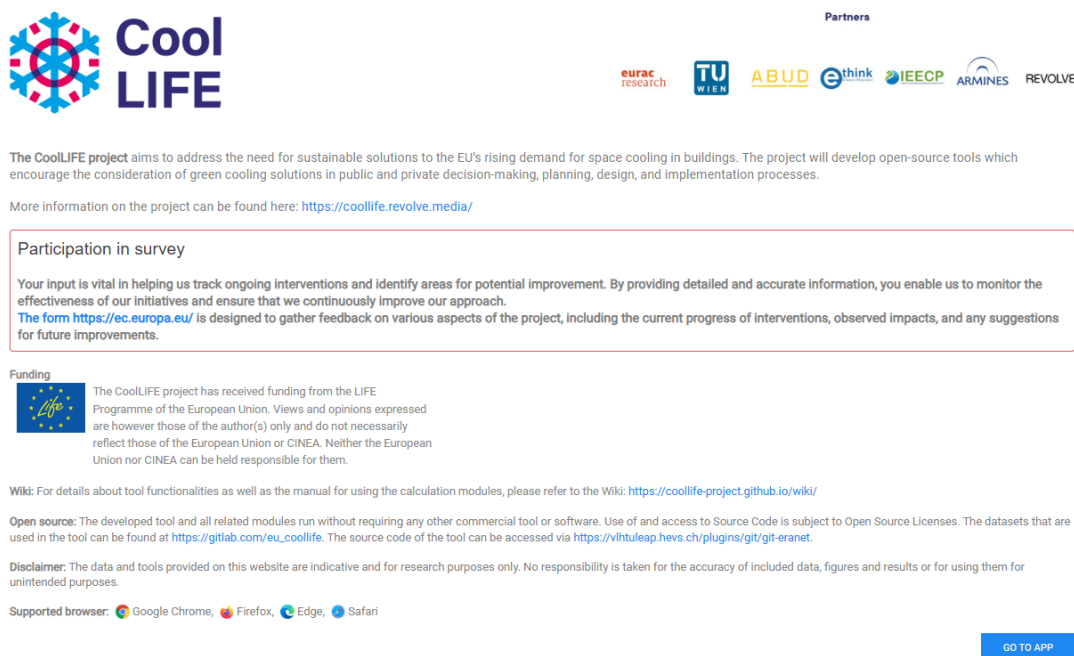 Cool
LIFE
Partners
eurac
research
TU
WIEN
ABUD
ethink
IEECP
ARMINES
REVOLVE
The CoolLIFE project aims to address the need for sustainable solutions to the EU's rising demand for space cooling in buildings. The project will develop open-source tools which
encourage the consideration of green cooling solutions in public and private decision-making, planning, design, and implementation processes.
More information on the project can be found here: https://coollife.revolve.media/
Participation in survey
Your input is vital in helping us track ongoing interventions and identify areas for potential improvement. By providing detailed and accurate information, you enable us to monitor the
effectiveness of our initiatives and ensure that we continuously improve our approach.
The form https://ec.europa.eu/ is designed to gather feedback on various aspects of the project, including the current progress of interventions, observed impacts, and any suggestions
for future improvements.
Funding
Life
The CoolLIFE project has received funding from the LIFE
Programme of the European Union. Views and opinions expressed
are however those of the author(s) only and do not necessarily
reflect those of the European Union or CINEA. Neither the European
Union nor CINEA can be held responsible for them.
Wiki: For details about tool functionalities as well as the manual for using the calculation modules, please refer to the Wiki: https://coollife-project.github.io/wiki/
Open source: The developed tool and all related modules run without requiring any other commercial tool or software. Use of and access to Source Code is subject to Open Source Licenses. The datasets that are
used in the tool can be found at https://gitlab.com/eu_coollife. The source code of the tool can be accessed via https://vlhtuleap.hevs.ch/plugins/git/git-eranet.
Disclaimer: The data and tools provided on this website are indicative and for research purposes only. No responsibility is taken for the accuracy of included data, figures and results or for using them for
unintended purposes.
Supported browser: Google Chrome, Firefox, Edge, Safari
GO TO APP